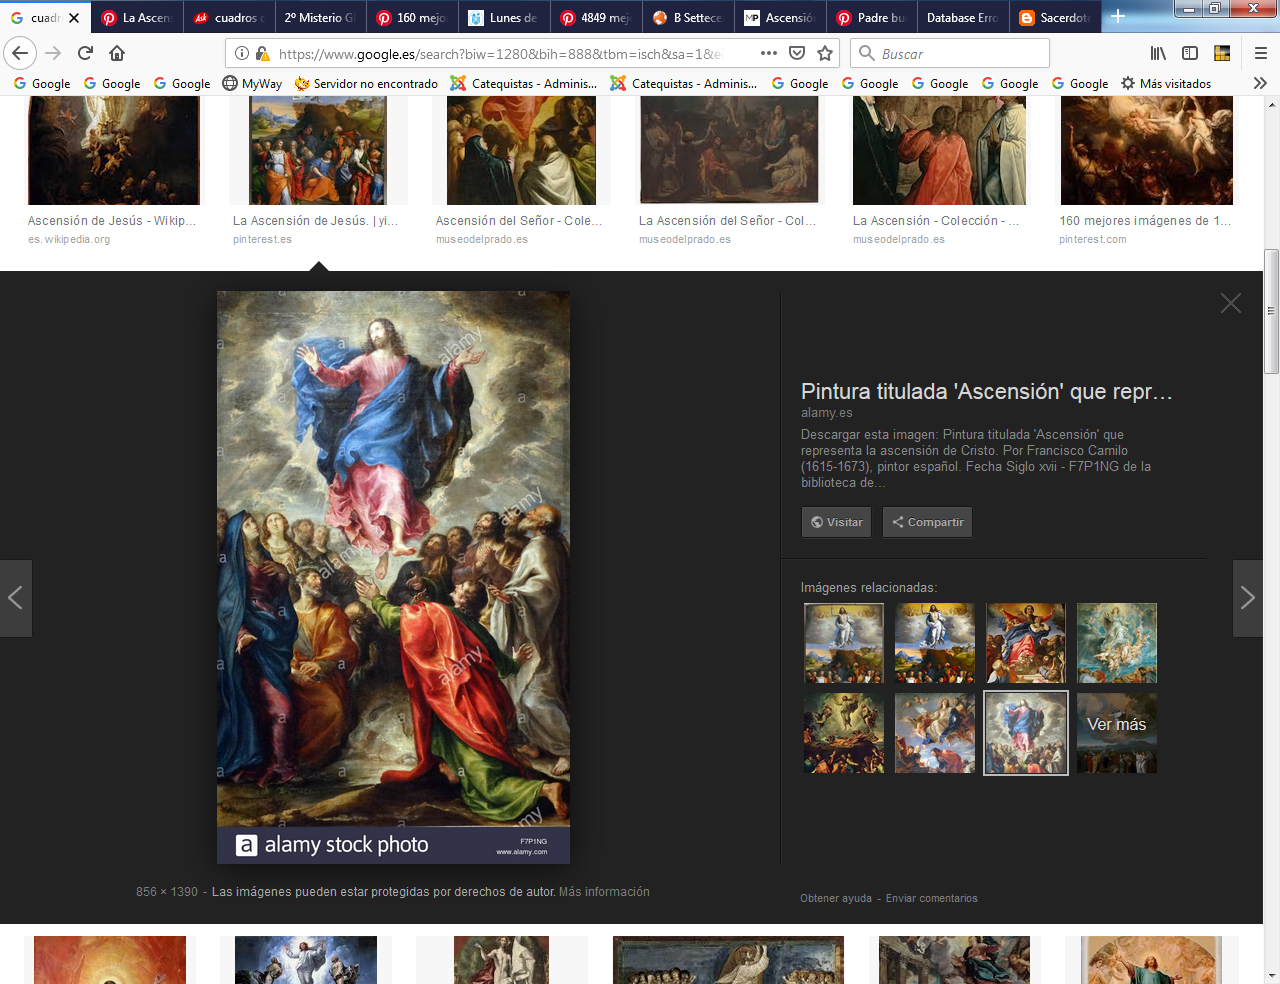 cuadr
La Ascen
Ask cuadros d
2º Misterio Gl
160 mejo
Lunes de
4849 mej
B Settece
MP Ascensió
Padre bu
Database Erro
Sacerdot
https://www.google.es/search?biw=1280&bih=888&tbm=isch&sa=1&e
Buscar
Google
Google
Google
MyWay
Servidor no encontrado
Catequistas - Adminis...
Catequistas - Adminis...
Google
Google
Google
Google
Google
Más visitados
Ascensión de Jesús - Wikip...
es.wikipedia.org
La Ascensión de Jesús. | yi...
pinterest.es
Ascensión del Señor - Cole...
museodelprado.es
La Ascensión del Señor - Col...
museodelprado.es
La Ascensión - Colección - ...
museodelprado.es
160 mejores imágenes de 1...
pinterest.com
alamy
alamy
alamy
alamy
alamy
a alamy stock photo
F7P1NG
www.alamy.com
856 × 1390 - Las imágenes pueden estar protegidas por derechos de autor. Más información
Pintura titulada 'Ascensión' que repr...
alamy.es
Descargar esta imagen: Pintura titulada 'Ascensión' que
representa la ascensión de Cristo. Por Francisco Camilo
(1615-1673), pintor español. Fecha Siglo xvii - F7P1NG de la
biblioteca de...
Visitar
Compartir
Imágenes relacionadas:
Ver más
Obtener ayuda - Enviar comentarios